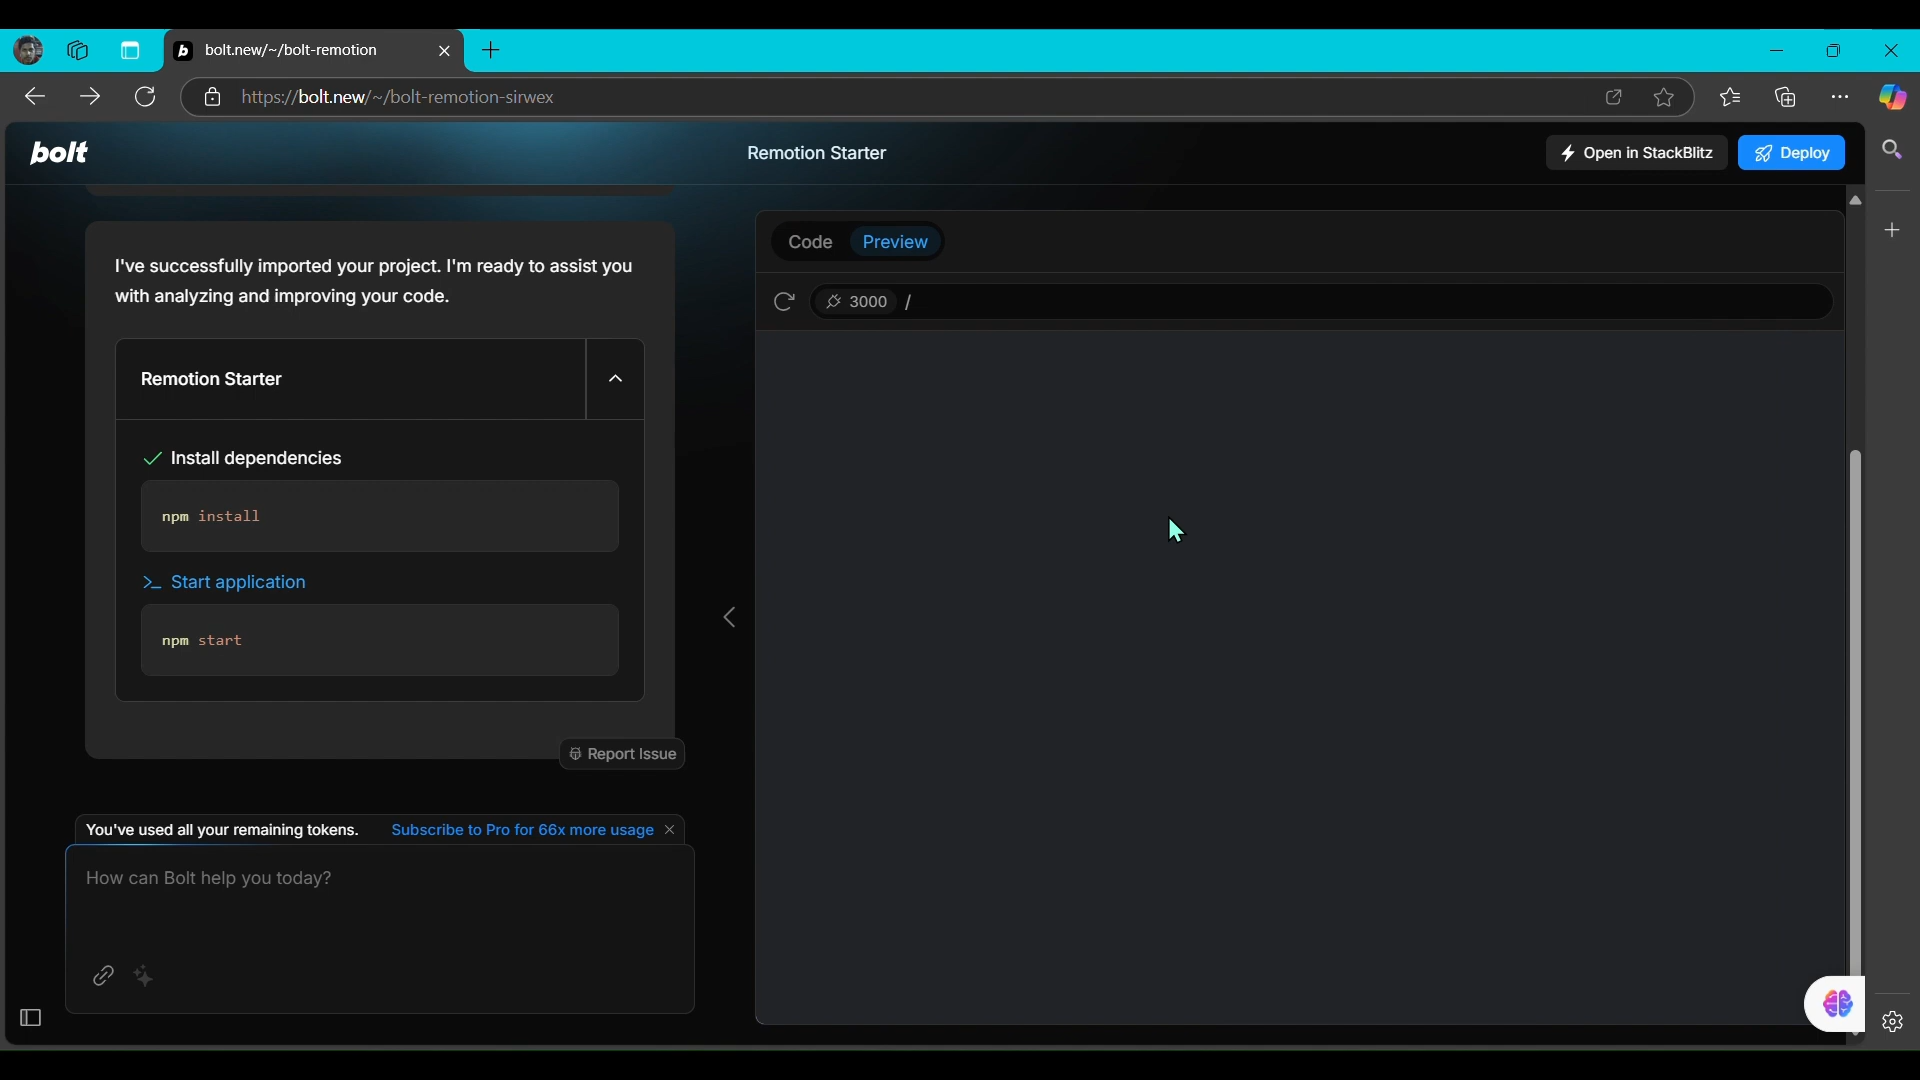 bolt.new/~/bolt-remotion
https://bolt.new/~/bolt-remotion-sirwex
bolt
Remotion Starter
Open in StackBlitz
Deploy
I've successfully imported your project. I'm ready to assist you
with analyzing and improving your code.
Remotion Starter
Install dependencies
npm install
>_ Start application
npm start
Report Issue
You've used all your remaining tokens. Subscribe to Pro for 66x more usage
How can Bolt help you today?
Code Preview
3000 /